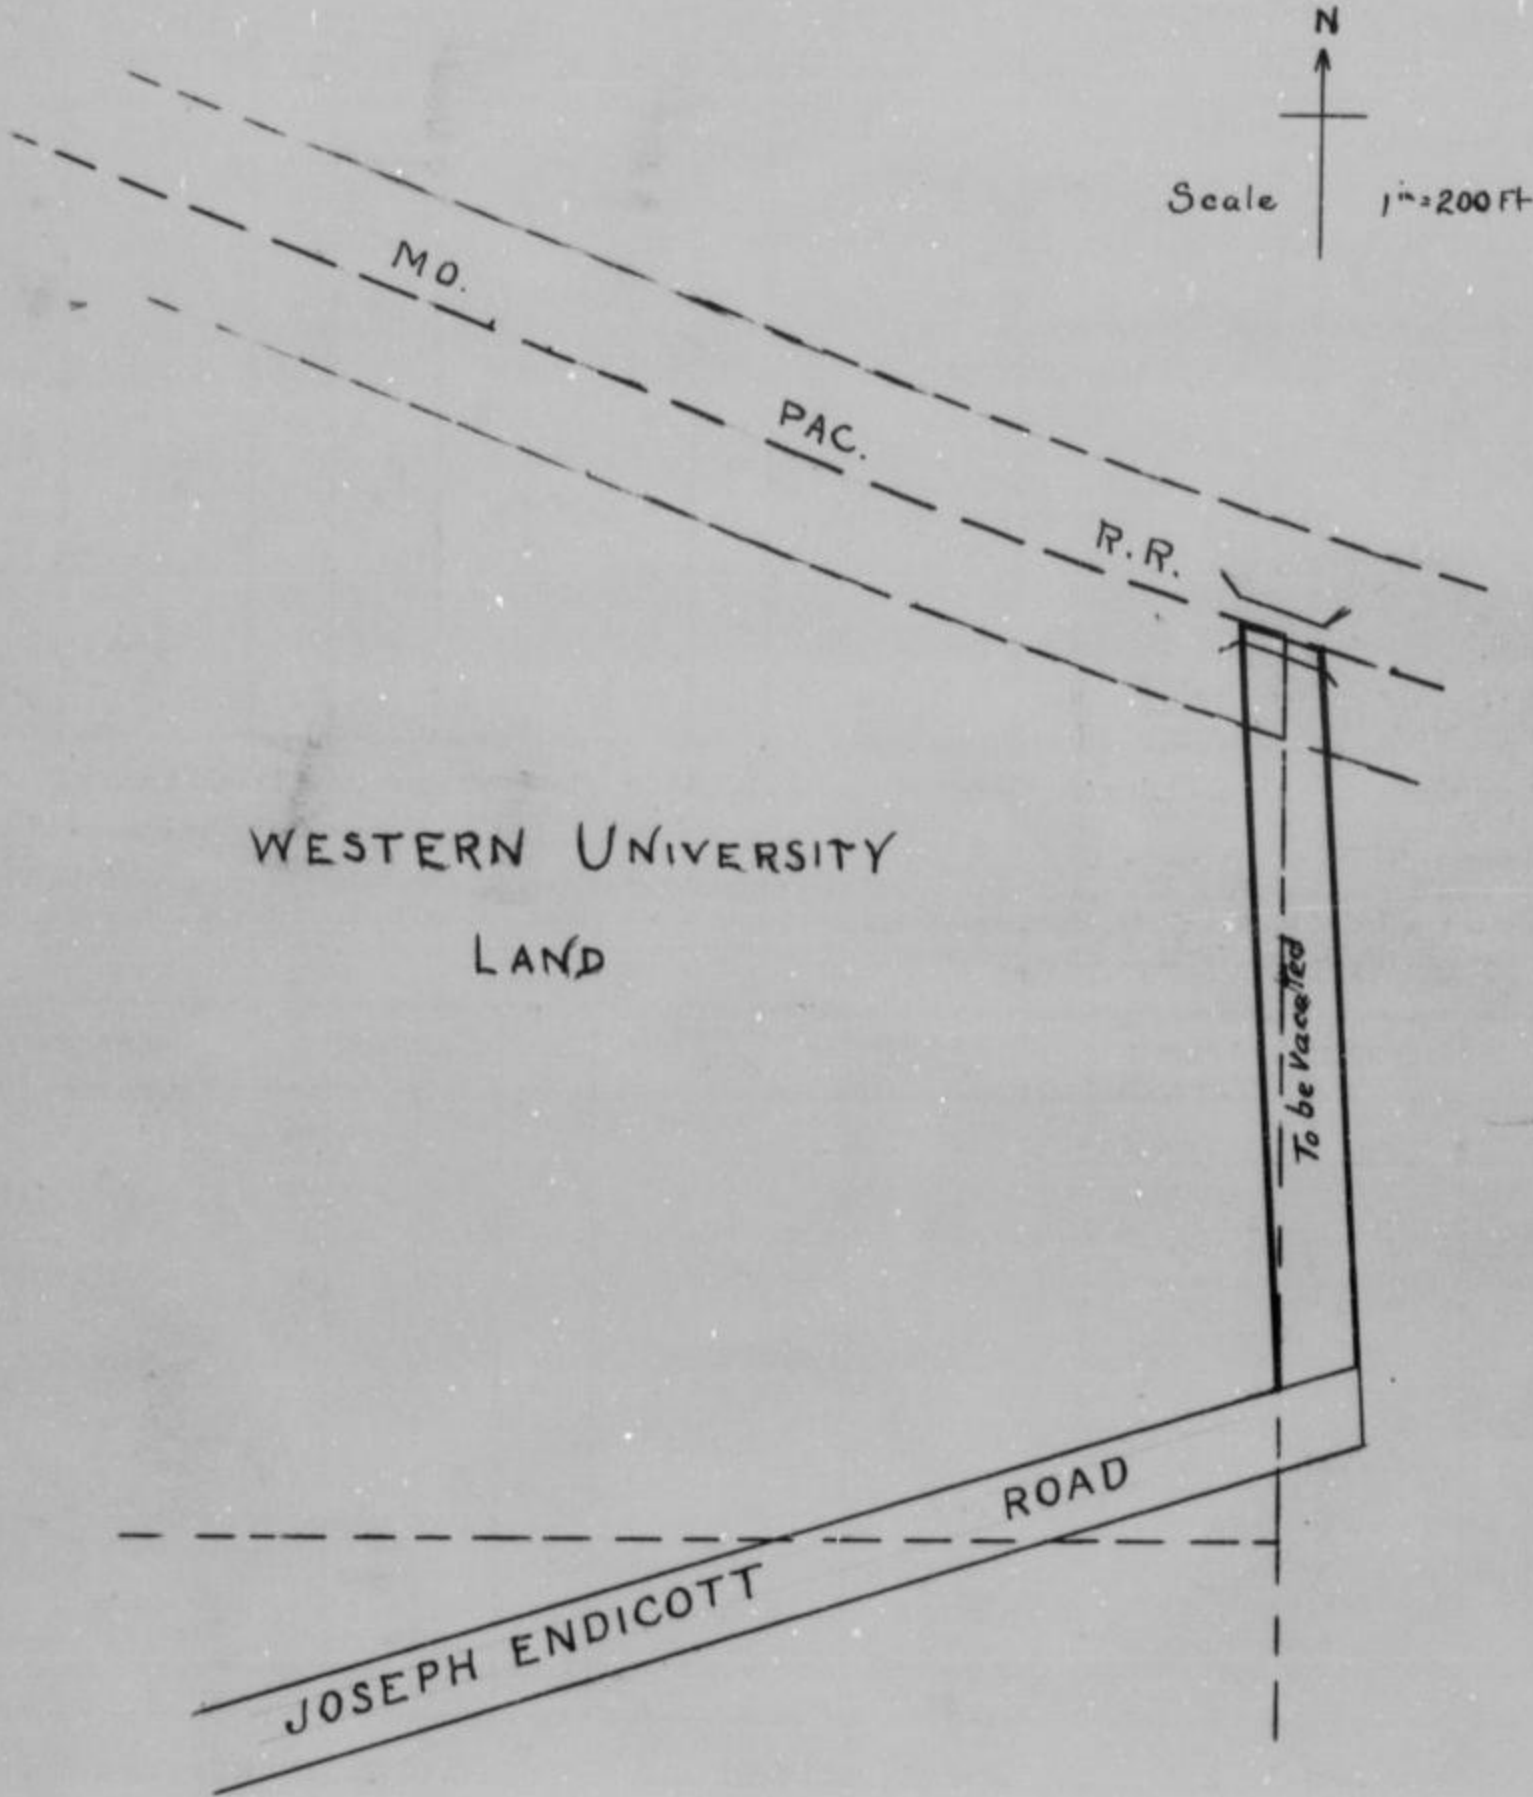 N
Scale 1in=200 Ft
MO. PAC. R.R.
WESTERN UNIVERSITY
LAND
To be Vacated
JOSEPH ENDICOTT ROAD